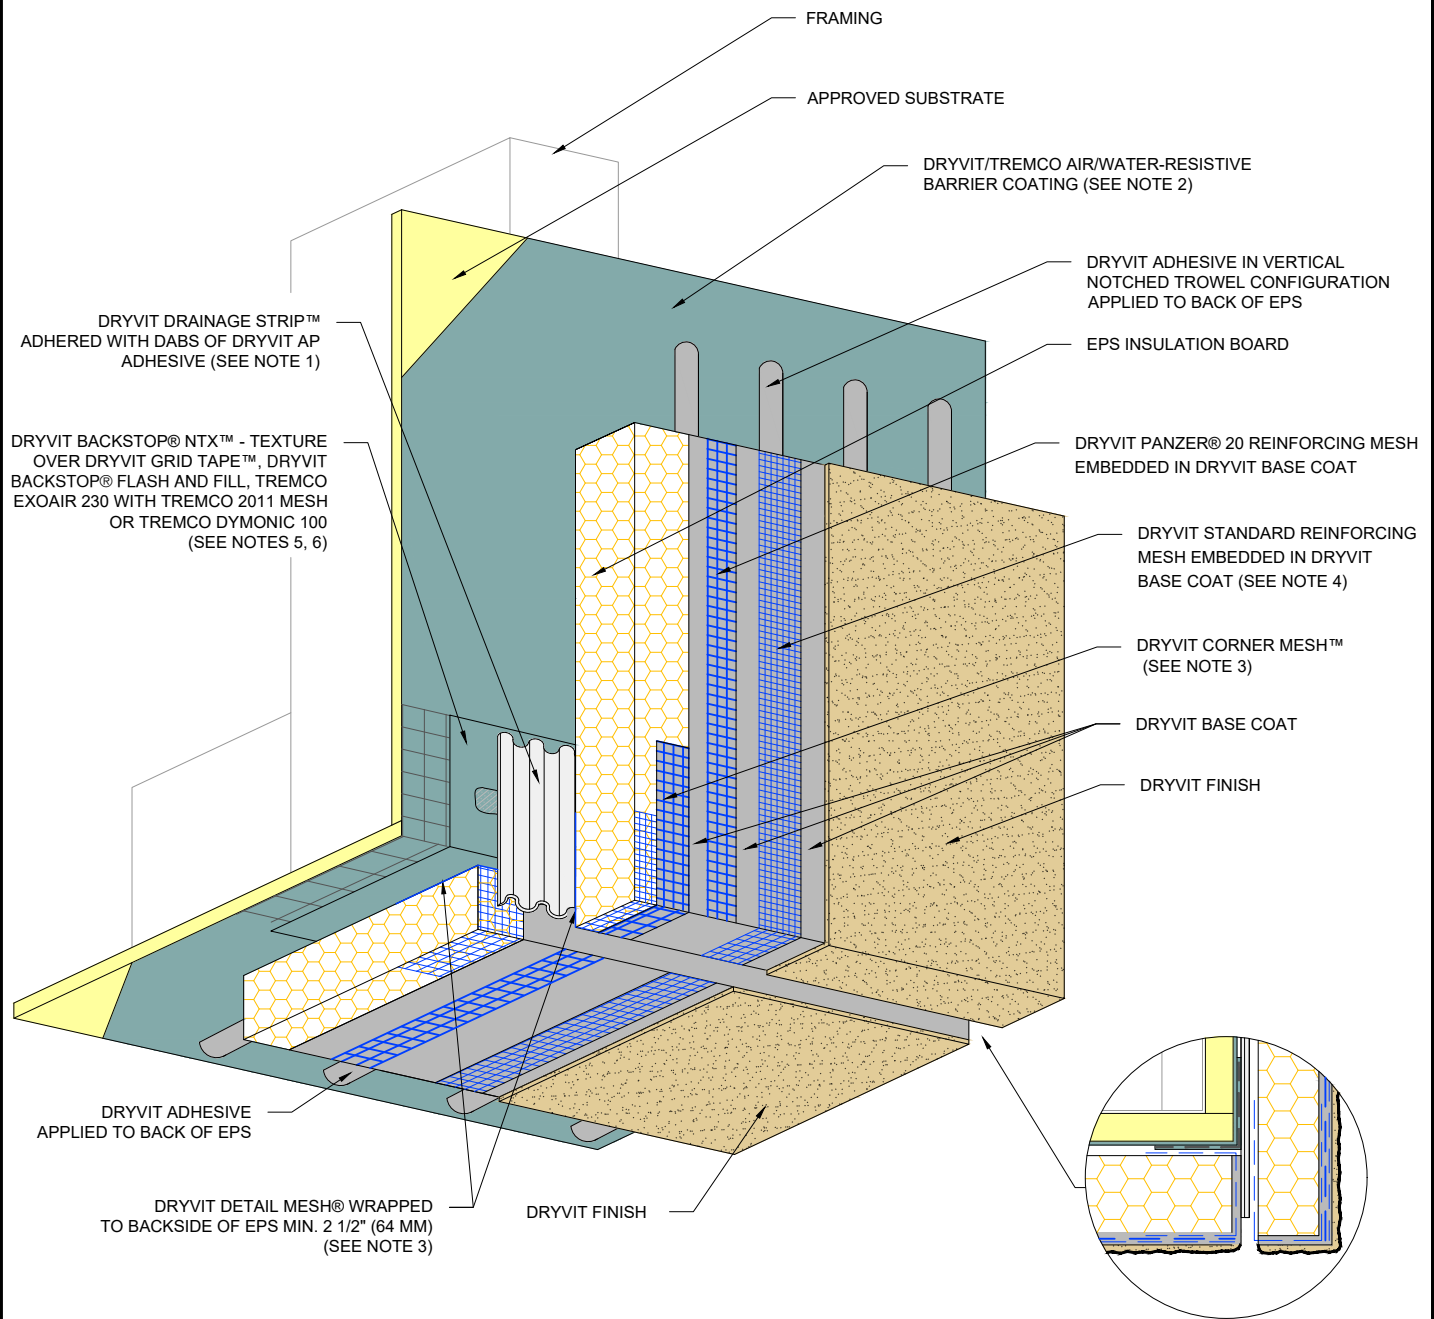 FRAMING
APPROVED SUBSTRATE
DRYVIT/TREMCO AIR/WATER-RESISTIVE
BARRIER COATING (SEE NOTE 2)
DRYVIT ADHESIVE IN VERTICAL
NOTCHED TROWEL CONFIGURATION
APPLIED TO BACK OF EPS
DRYVIT DRAINAGE STRIP™
ADHERED WITH DABS OF DRYVIT AP
ADHESIVE (SEE NOTE 1)
EPS INSULATION BOARD
DRYVIT BACKSTOP® NTX™ - TEXTURE
OVER DRYVIT GRID TAPE™, DRYVIT
BACKSTOP® FLASH AND FILL, TREMCO
EXOAIR 230 WITH TREMCO 2011 MESH
OR TREMCO DYMONIC 100
(SEE NOTES 5, 6)
DRYVIT PANZER® 20 REINFORCING MESH
EMBEDDED IN DRYVIT BASE COAT
DRYVIT STANDARD REINFORCING
MESH EMBEDDED IN DRYVIT
BASE COAT (SEE NOTE 4)
DRYVIT CORNER MESH™
(SEE NOTE 3)
DRYVIT BASE COAT
DRYVIT FINISH
DRYVIT ADHESIVE
APPLIED TO BACK OF EPS
DRYVIT DETAIL MESH® WRAPPED
TO BACKSIDE OF EPS MIN. 2 1/2" (64 MM)
(SEE NOTE 3)
DRYVIT FINISH